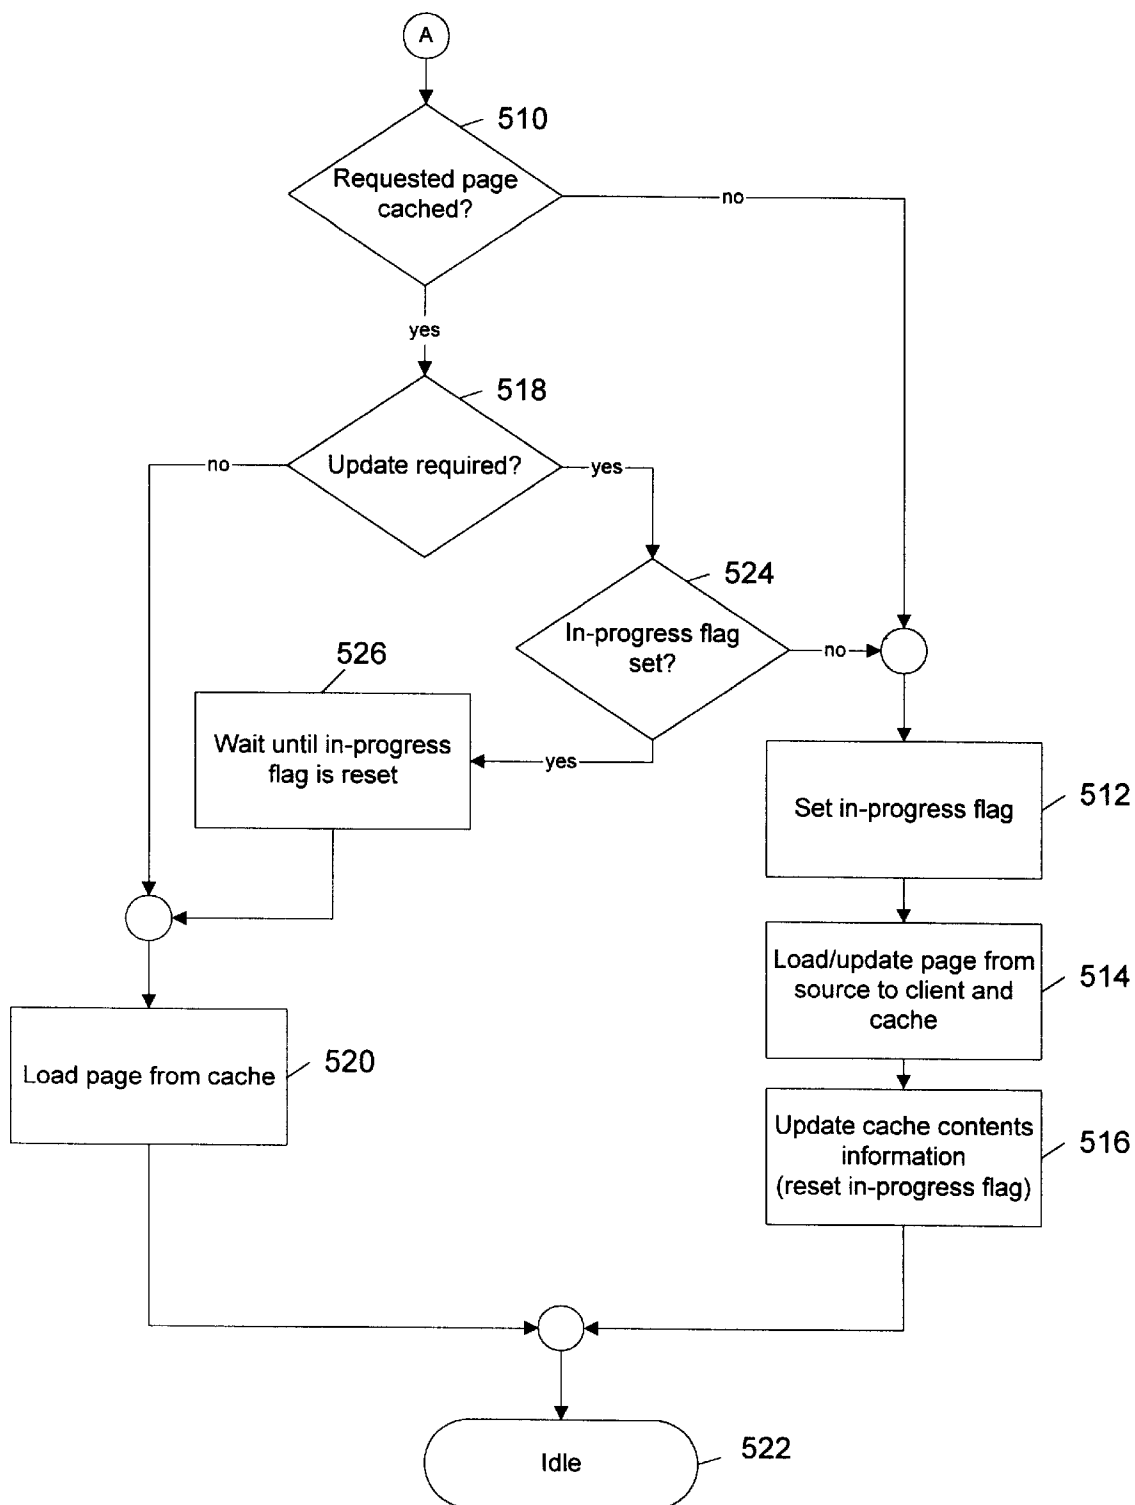 A
510
Requested page
cached?
no
yes
518
Update required?
no
yes
524
In-progress flag
set?
no
526
Wait until in-progress
flag is reset
yes
Set in-progress flag
512
Load/update page from
source to client and
cache
514
Load page from cache
520
Update cache contents
information
(reset in-progress flag)
516
Idle
522